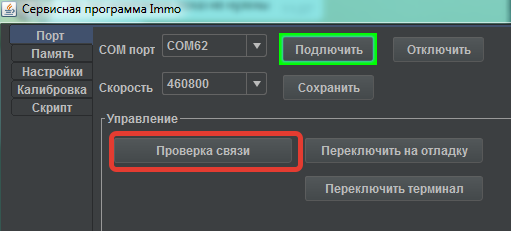 Сервисная программа Immo
Порт
Память
Настройки
Калибровка
Скрипт
COM порт COM62 Подлючить Отключить
Скорость 460800 Сохранить
Управление
Проверка связи Переключить на отладку
Переключить терминал